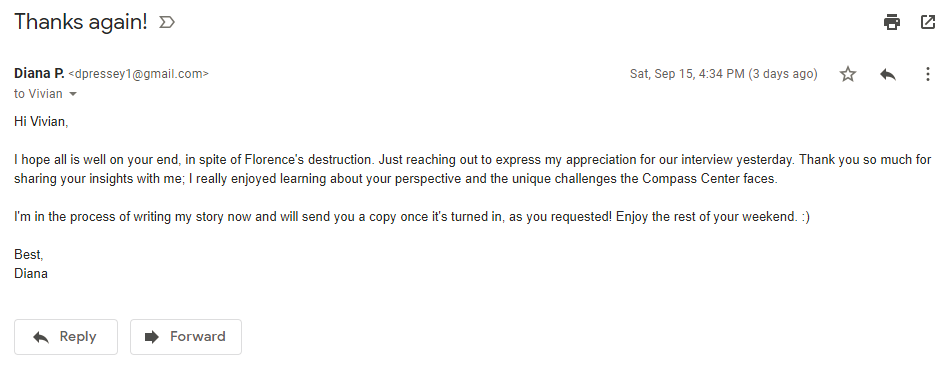 Thanks again!
Diana P. <dpressey1@gmail.com>
Sat, Sep 15, 4:34 PM (3 days ago)
to Vivian
Hi Vivian,
I hope all is well on your end, in spite of Florence's destruction. Just reaching out to express my appreciation for our interview yesterday. Thank you so much for
sharing your insights with me; I really enjoyed learning about your perspective and the unique challenges the Compass Center faces.
I'm in the process of writing my story now and will send you a copy once it's turned in, as you requested! Enjoy the rest of your weekend. :)
Best,
Diana
Reply
Forward